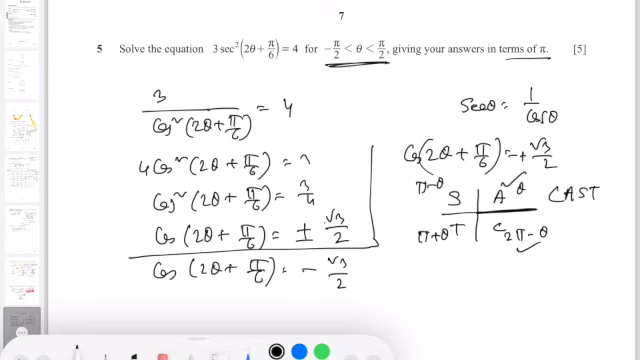 7
5 Solve the equation 3 sec²(2θ + π/6) = 4 for −π/2 < θ < π/2, giving your answers in terms of π. [5]
3 / Cos²(2θ + π/6) = 4
4 Cos²(2θ + π/6) = 3
Cos²(2θ + π/6) = 3/4
Cos (2θ + π/6) = ± √3/2
Cos (2θ + π/6) = − √3/2
Secθ = 1/Cosθ
Cos(2θ + π/6) = + √3/2
π−θ S | A ✓ θ CAST
π+θ T | C 2π−θ ✓